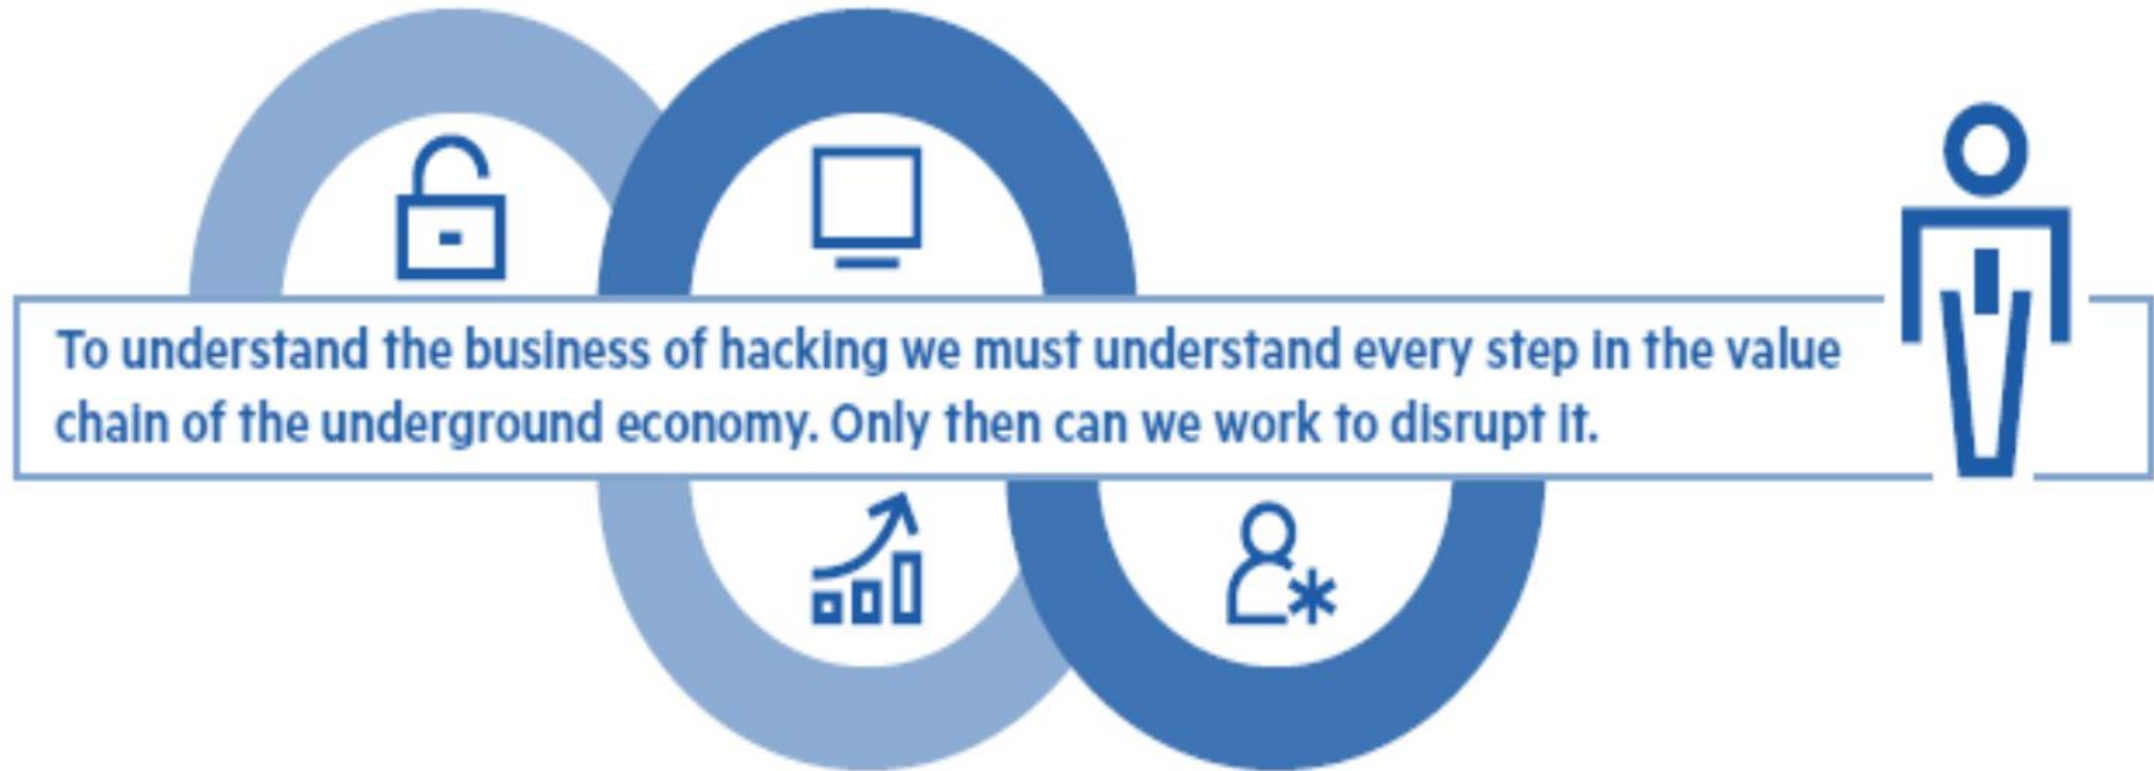 To understand the business of hacking we must understand every step in the value
chain of the underground economy. Only then can we work to disrupt it.